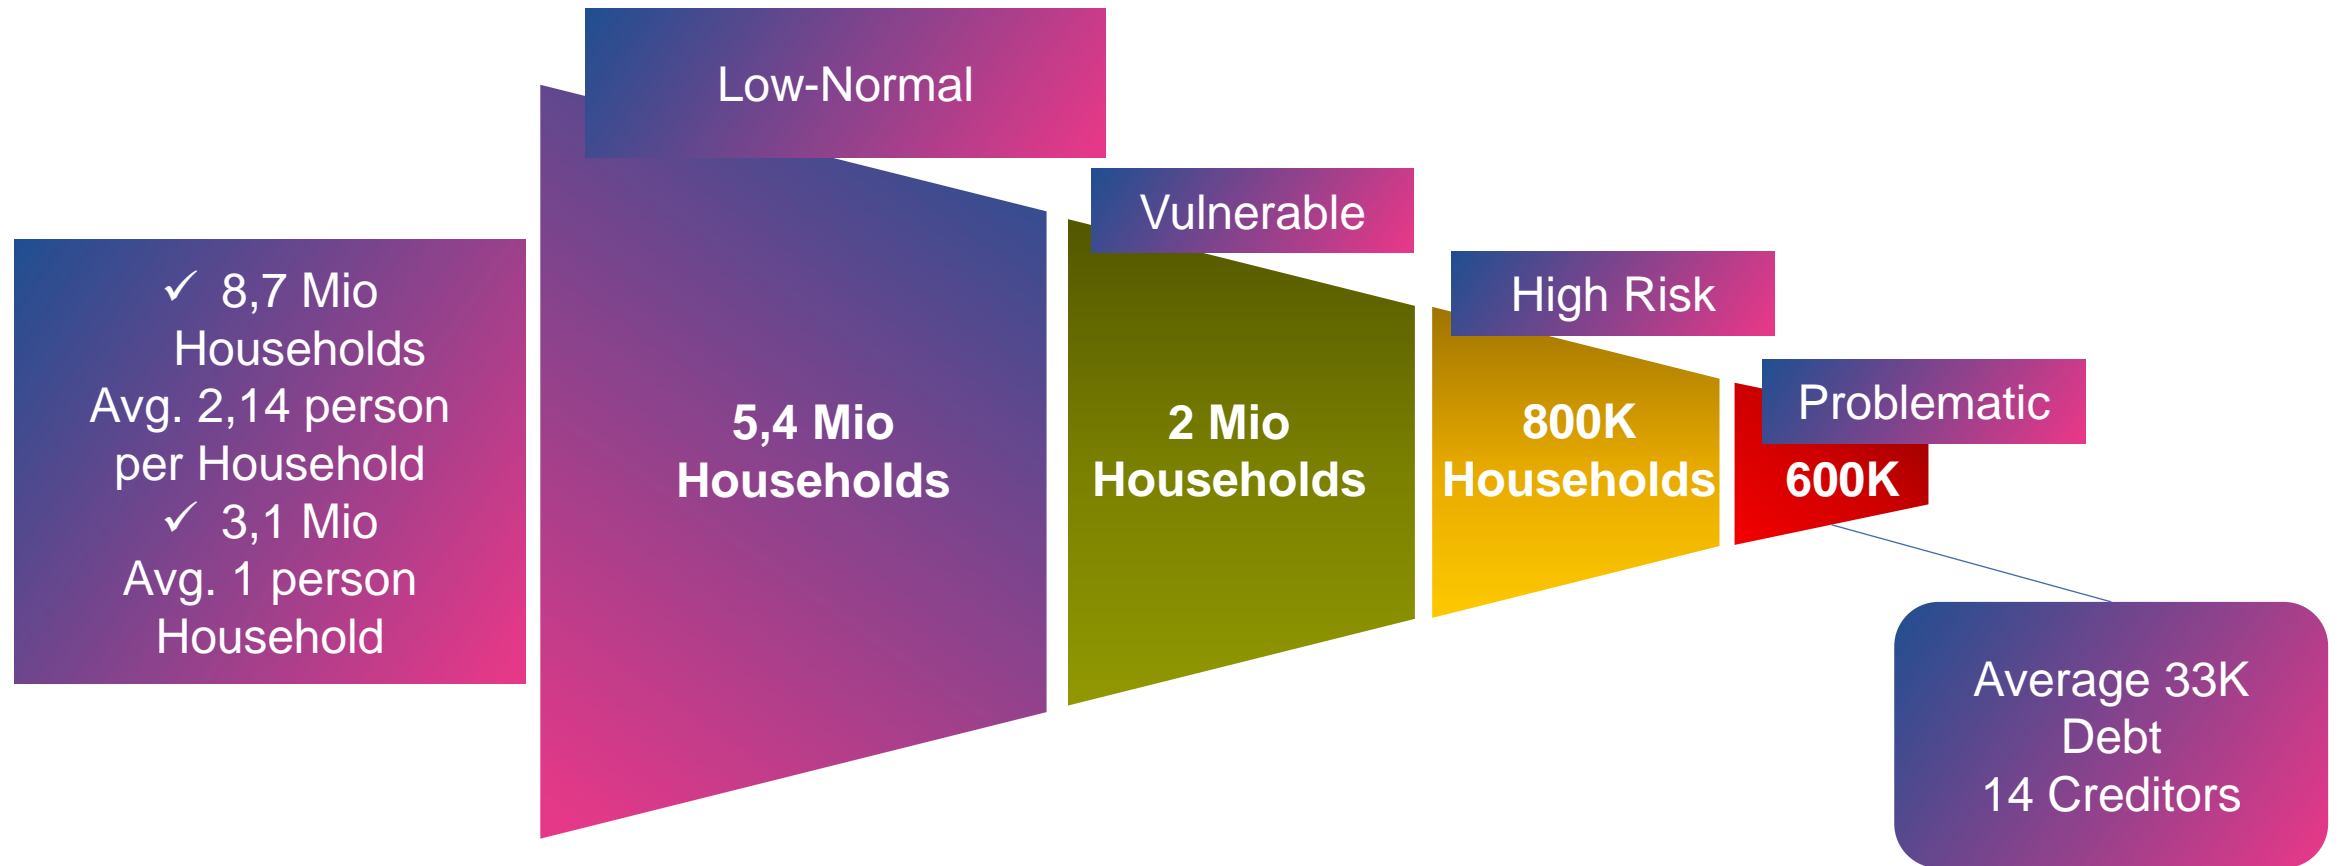 Low-Normal
Vulnerable
High Risk
Problematic
✓ 8,7 Mio
Households
Avg. 2,14 person
per Household
✓ 3,1 Mio
Avg. 1 person
Household
5,4 Mio
Households
2 Mio
Households
800K
Households
600K
Average 33K
Debt
14 Creditors